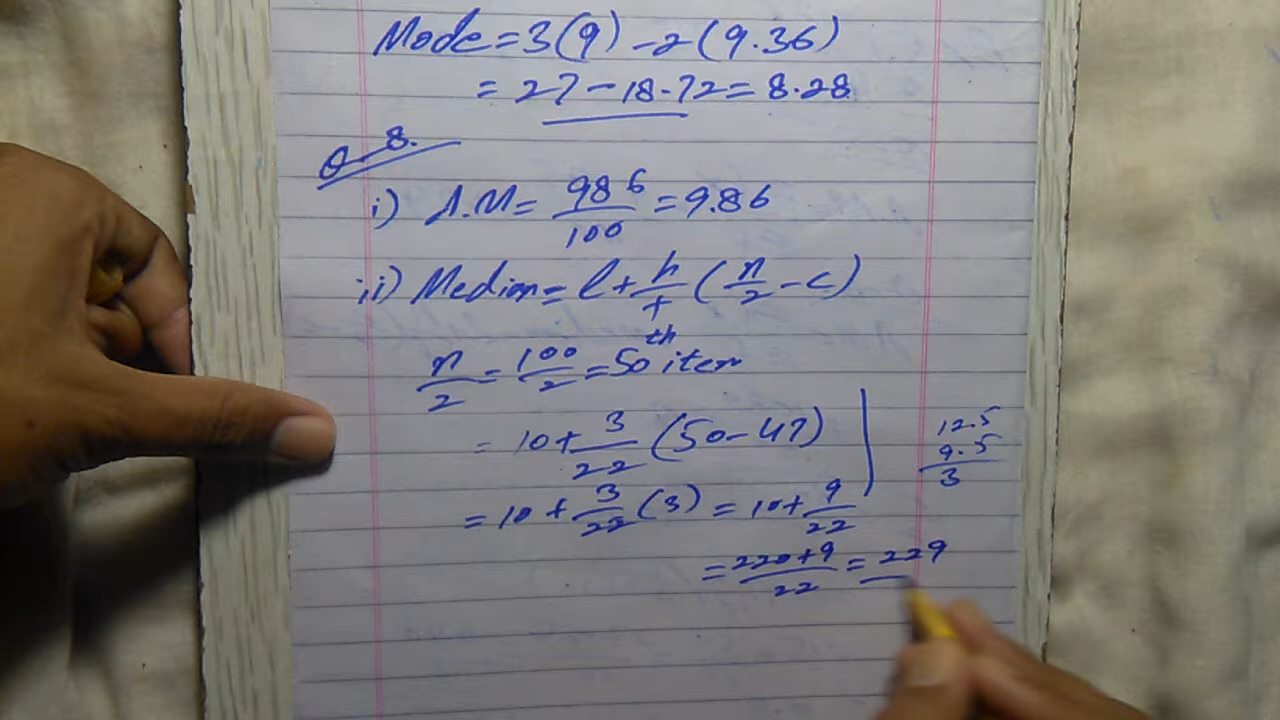 Mode = 3(9) - 2(9.36)
= 27 - 18.72 = 8.28
Q-8.
i) A.M = 986/100 = 9.86
ii) Median = l + h/f (n/2 - c)
n/2 = 100/2 = 50th item
= 10 + 3/22 (50 - 47)
12.5
9.5
3
= 10 + 3/22 (3) = 10 + 9/22
= 220+9/22 = 229